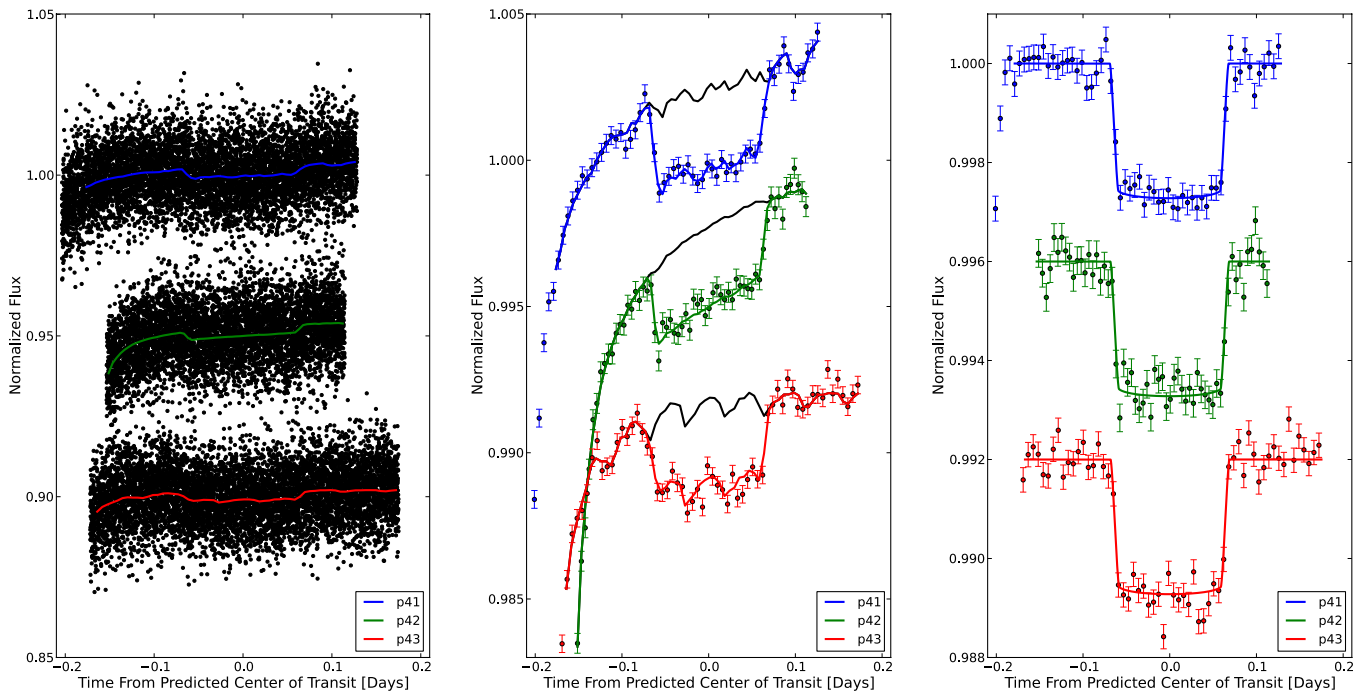 1.05
1.00
0.95
0.90
0.85
Normalized Flux
−0.2 −0.1 0.0 0.1 0.2
Time From Predicted Center of Transit [Days]
p41
p42
p43
1.005
1.000
0.995
0.990
0.985
Normalized Flux
−0.2 −0.1 0.0 0.1 0.2
Time From Predicted Center of Transit [Days]
p41
p42
p43
1.000
0.998
0.996
0.994
0.992
0.990
0.988
Normalized Flux
−0.2 −0.1 0.0 0.1 0.2
Time From Predicted Center of Transit [Days]
p41
p42
p43